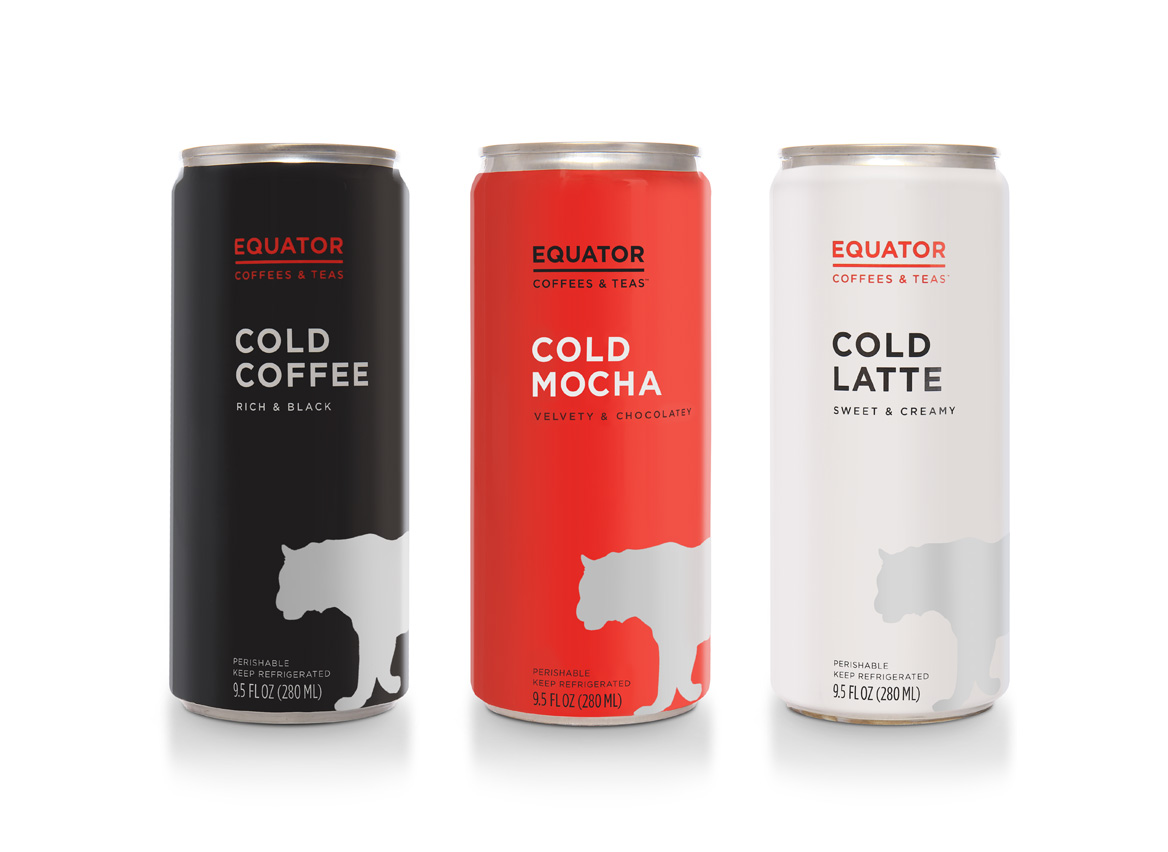 EQUATOR
COFFEES & TEAS
COLD
COFFEE
RICH & BLACK
PERISHABLE
KEEP REFRIGERATED
9.5 FL OZ (280 ML)
EQUATOR
COFFEES & TEAS™
COLD
MOCHA
VELVETY & CHOCOLATEY
PERISHABLE
KEEP REFRIGERATED
9.5 FL OZ (280 ML)
EQUATOR
COFFEES & TEAS™
COLD
LATTE
SWEET & CREAMY
PERISHABLE
KEEP REFRIGERATED
9.5 FL OZ (280 ML)